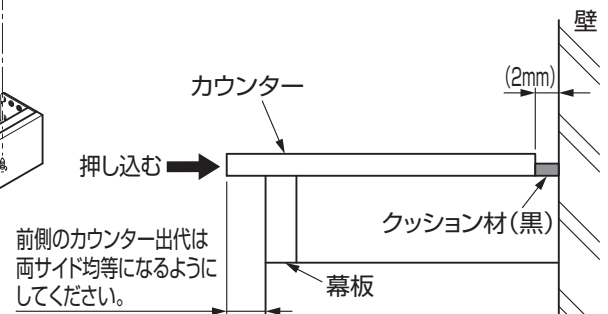 壁
(2mm)
カウンター
押し込む
クッション材(黒)
前側のカウンター出代は
両サイド均等になるように
してください。
幕板